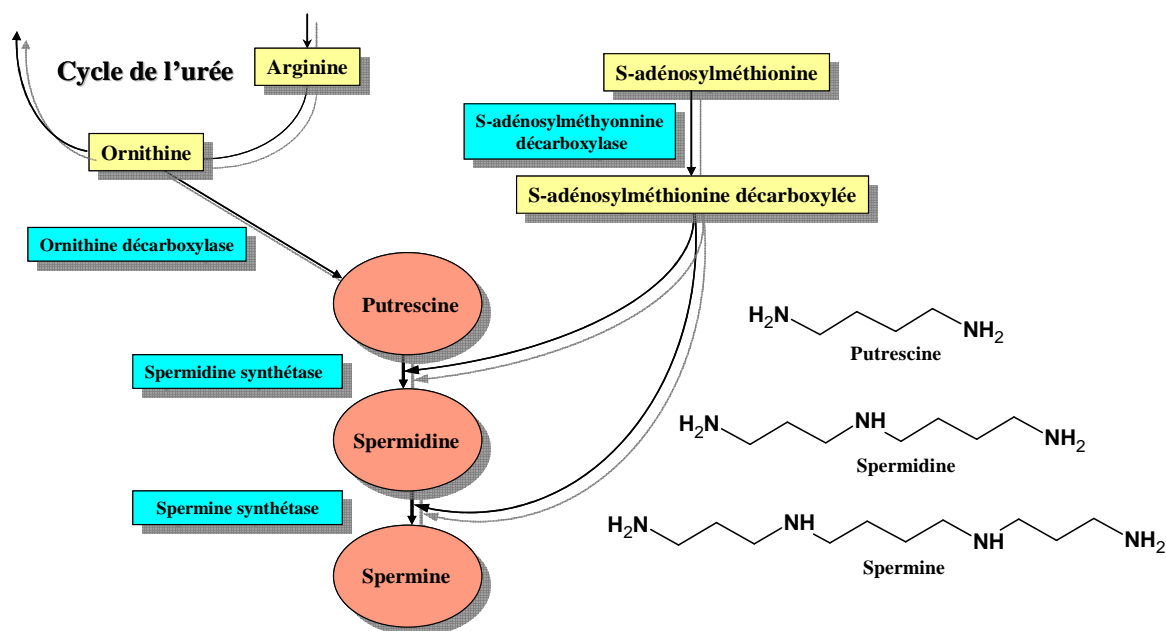 Cycle de l'urée
Arginine
Ornithine
Ornithine décarboxylase
S-adénosylméthionine
S-adénosylméthyonnine
décarboxylase
S-adénosylméthionine décarboxylée
Putrescine
Spermidine synthétase
Spermidine
Spermine synthétase
Spermine
H2N
NH2
Putrescine
H2N
NH
NH2
Spermidine
H2N
NH
NH
NH2
Spermine